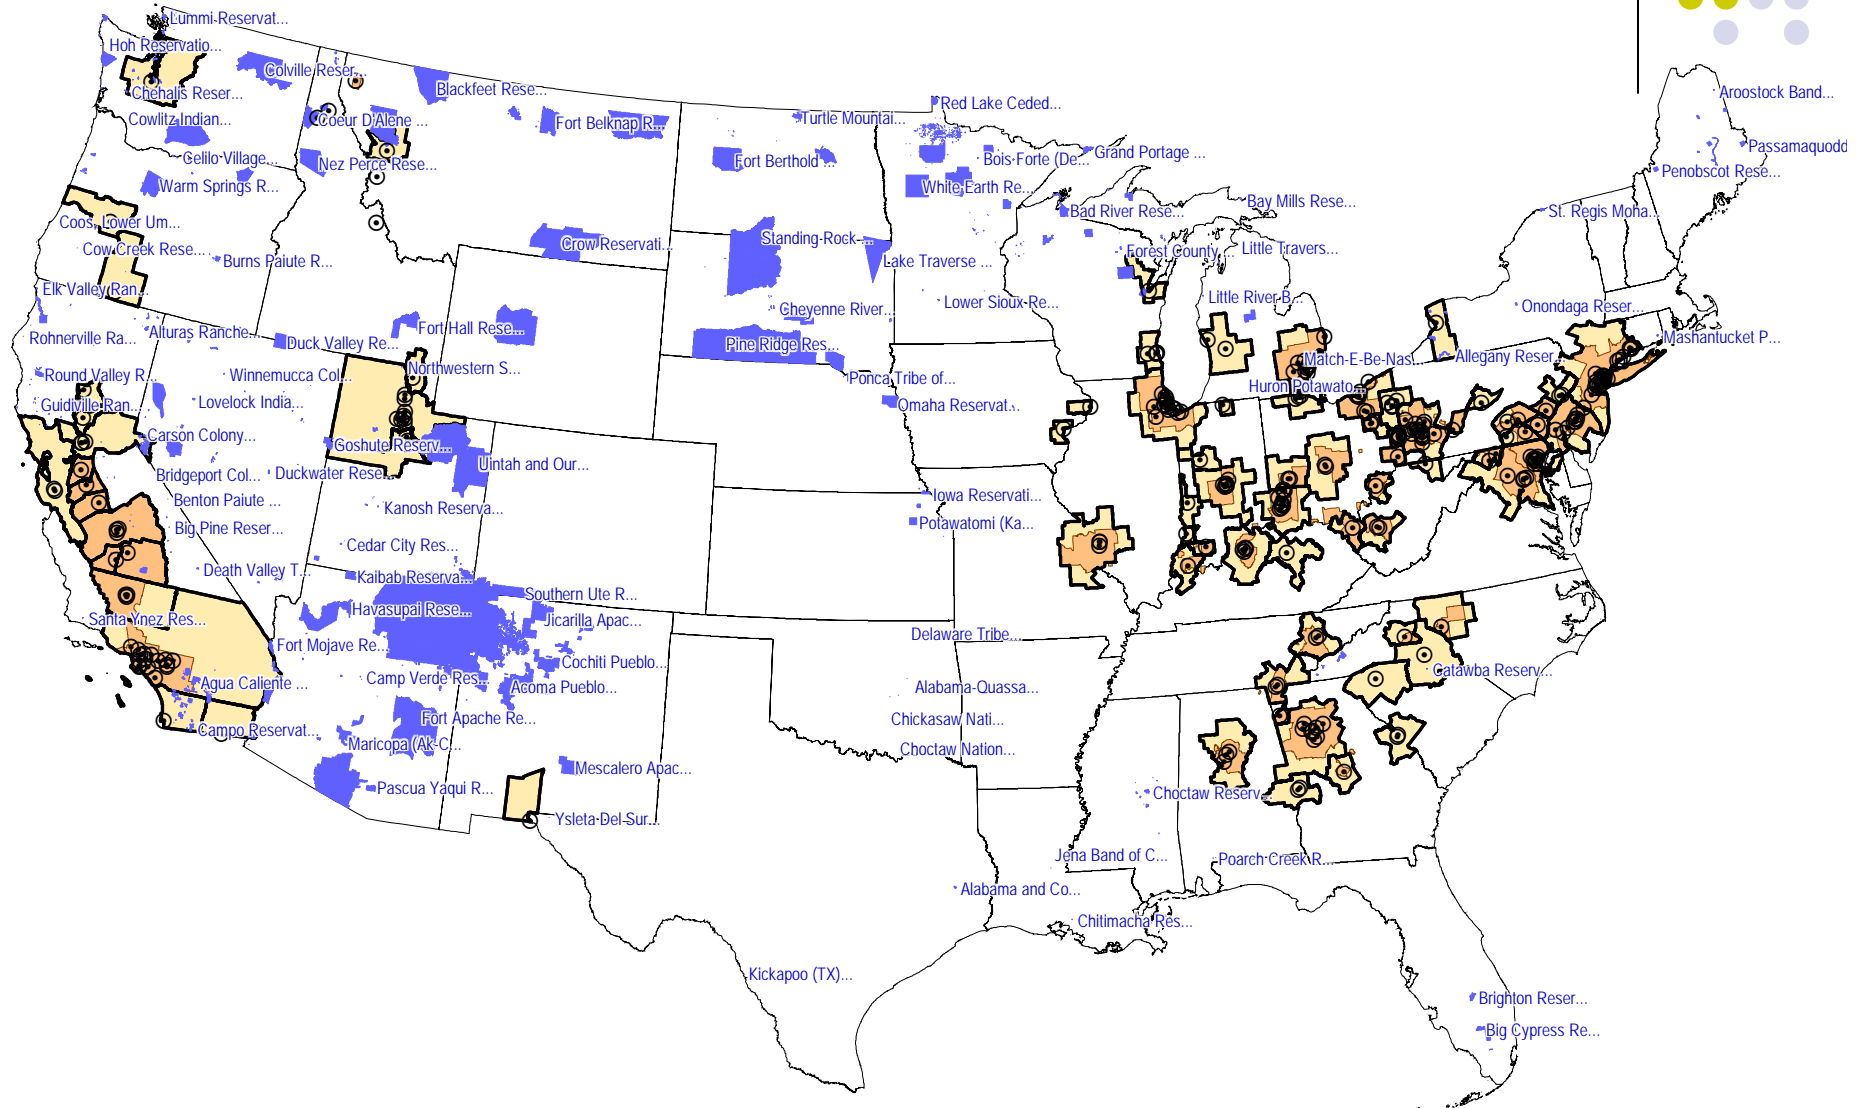 Lummi Reservat...
Hoh Reservatio...
Colville Reser...
Blackfeet Rese...
Chehalis Reser...
Cowlitz Indian...
Coeur D'Alene ...
Fort Belknap R...
Turtle Mountai...
Red Lake Ceded...
Aroostock Band...
Celilo Village...
Nez Perce Rese...
Fort Berthold ...
Bois Forte (De...
Grand Portage ...
Passamaquodd
Penobscot Rese...
Warm Springs R...
White Earth Re...
Bad River Rese...
Bay Mills Rese...
St. Regis Moha...
Coos, Lower Um...
Cow Creek Rese...
Burns Paiute R...
Crow Reservati...
Standing Rock ...
Lake Traverse ...
Forest County ...
Little Travers...
Elk Valley Ran...
Cheyenne River...
Lower Sioux Re...
Little River B...
Onondaga Reser...
Rohnerville Ra...
Alturas Ranche...
Duck Valley Re...
Fort Hall Rese...
Pine Ridge Res...
Match-E-Be-Nas...
Allegany Reser...
Mashantucket P...
Round Valley R...
Winnemucca Col...
Northwestern S...
Ponca Tribe of...
Huron Potawato...
Guidiville Ran...
Lovelock India...
Omaha Reservat...
Carson Colony...
Goshute Reserv...
Uintah and Our...
Bridgeport Col...
Duckwater Rese...
Benton Paiute ...
Kanosh Reserva...
Iowa Reservati...
Big Pine Reser...
Potawatomi (Ka...
Cedar City Res...
Death Valley T...
Kaibab Reserva...
Southern Ute R...
Santa Ynez Res...
Havasupai Rese...
Jicarilla Apac...
Delaware Tribe...
Fort Mojave Re...
Cochiti Pueblo...
Catawba Reserv...
Agua Caliente ...
Camp Verde Res...
Acoma Pueblo...
Alabama-Quassa...
Campo Reservat...
Fort Apache Re...
Chickasaw Nati...
Maricopa (Ak-C...
Choctaw Nation...
Mescalero Apac...
Pascua Yaqui R...
Choctaw Reserv...
Ysleta Del Sur...
Jena Band of C...
Poarch Creek R...
Alabama and Co...
Chitimacha Res...
Kickapoo (TX)...
Brighton Reser...
Big Cypress Re...